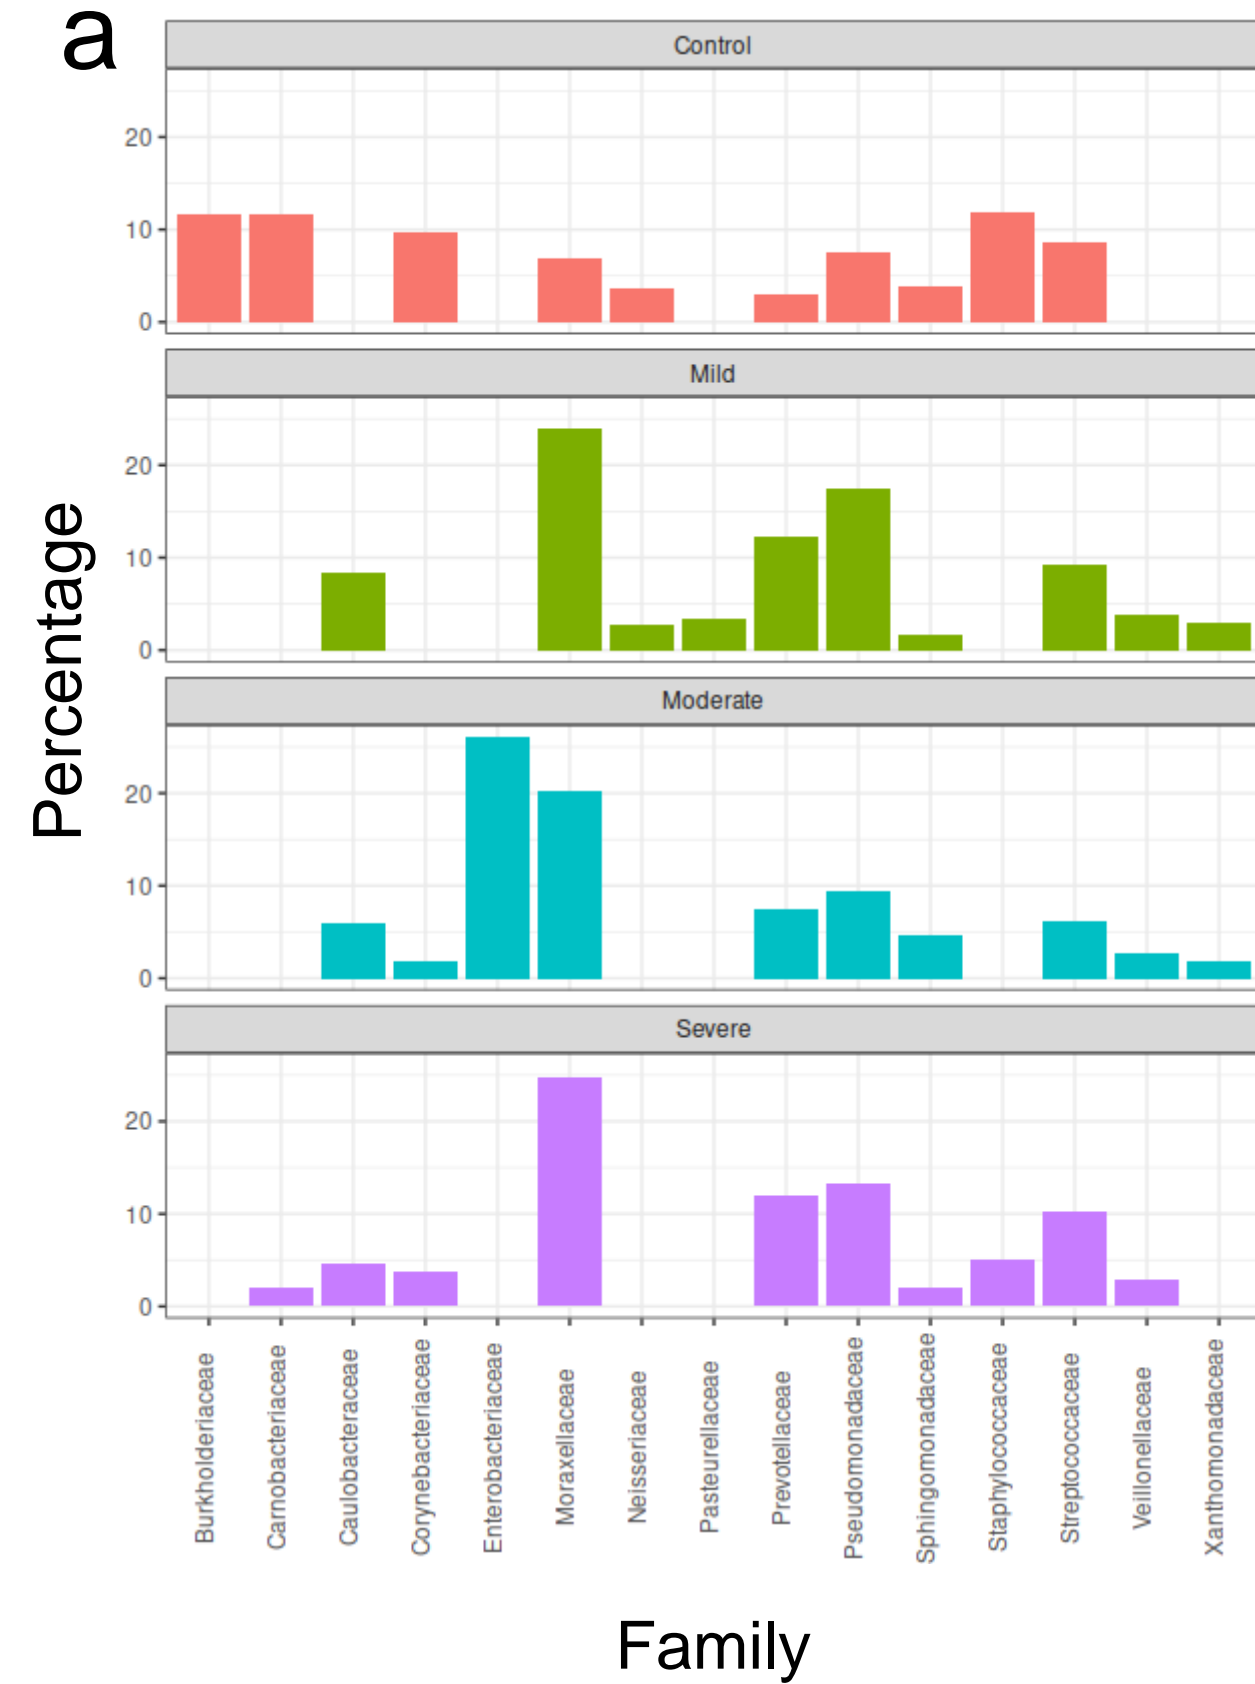 a
Control
20
10
0
Mild
20
10
0
Moderate
20
10
0
Severe
20
10
0
Percentage
Burkholderiaceae
Carnobacteriaceae
Caulobacteraceae
Corynebacteriaceae
Enterobacteriaceae
Moraxellaceae
Neisseriaceae
Pasteurellaceae
Prevotellaceae
Pseudomonadaceae
Sphingomonadaceae
Staphylococcaceae
Streptococcaceae
Veillonellaceae
Xanthomonadaceae
Family